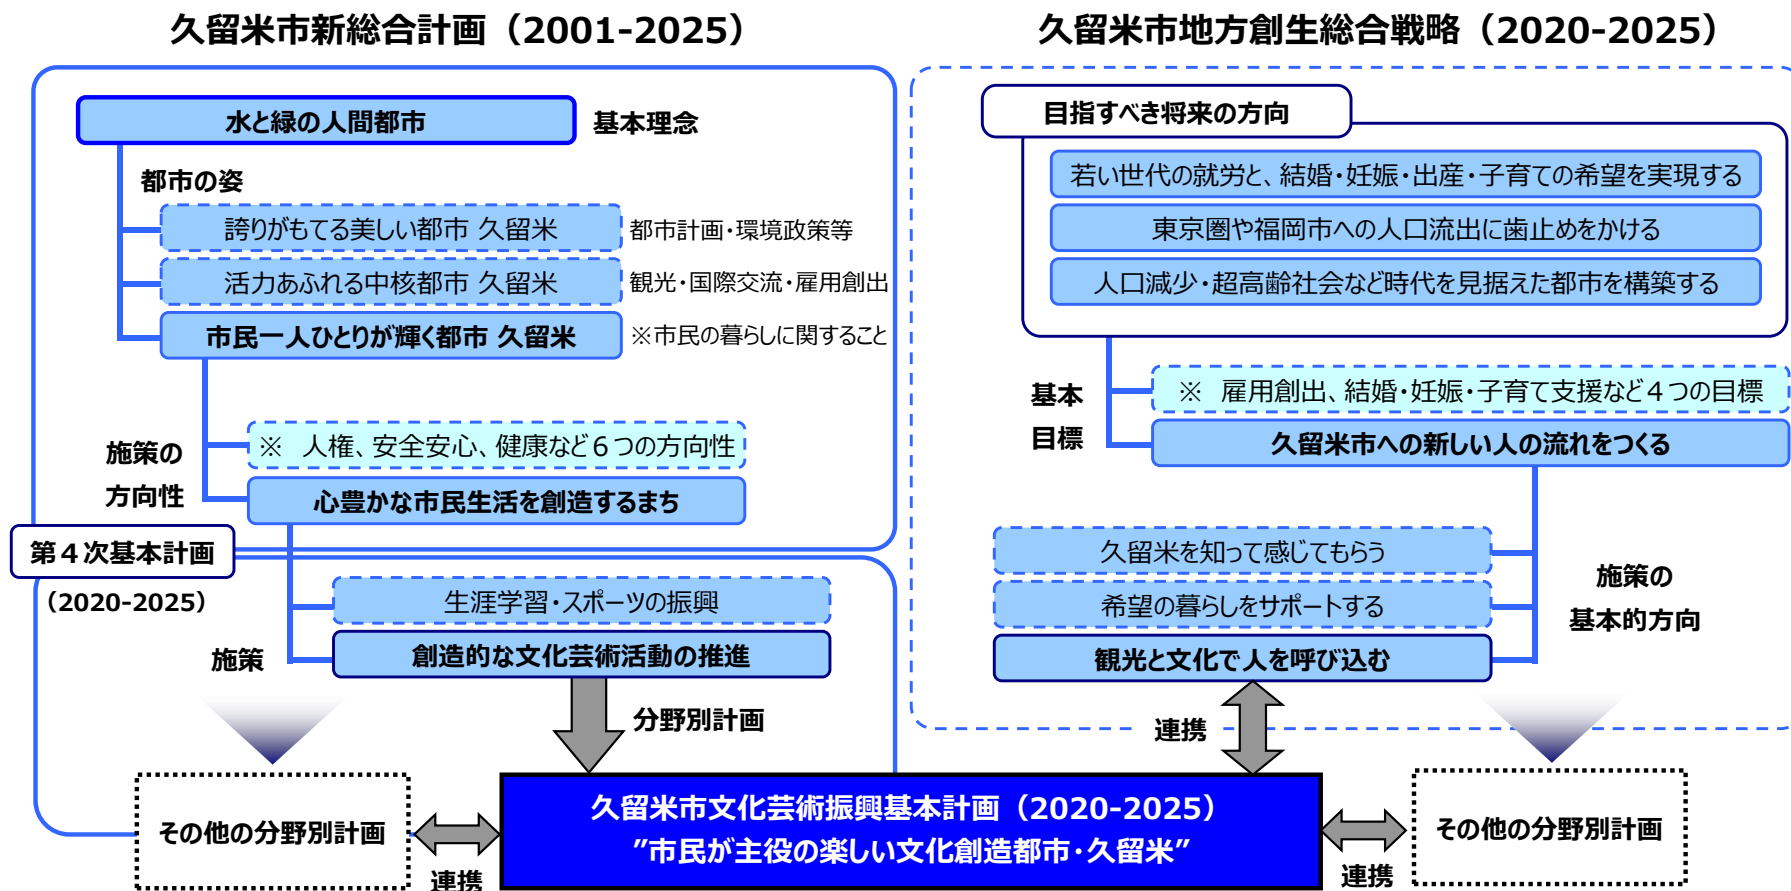 久留米市新総合計画（2001-2025）
水と緑の人間都市
基本理念
都市の姿
誇りがもてる美しい都市 久留米
都市計画・環境政策等
活力あふれる中核都市 久留米
観光・国際交流・雇用創出
市民一人ひとりが輝く都市 久留米
※市民の暮らしに関すること
施策の
方向性
※　人権、安全安心、健康など６つの方向性
心豊かな市民生活を創造するまち
第４次基本計画
（2020-2025）
生涯学習・スポーツの振興
施策
創造的な文化芸術活動の推進
分野別計画
久留米市地方創生総合戦略（2020-2025）
目指すべき将来の方向
若い世代の就労と、結婚・妊娠・出産・子育ての希望を実現する
東京圏や福岡市への人口流出に歯止めをかける
人口減少・超高齢社会など時代を見据えた都市を構築する
基本
目標
※　雇用創出、結婚・妊娠・子育て支援など４つの目標
久留米市への新しい人の流れをつくる
久留米を知って感じてもらう
希望の暮らしをサポートする
観光と文化で人を呼び込む
施策の
基本的方向
連携
その他の分野別計画
連携
久留米市文化芸術振興基本計画（2020-2025）
”市民が主役の楽しい文化創造都市・久留米”
連携
その他の分野別計画